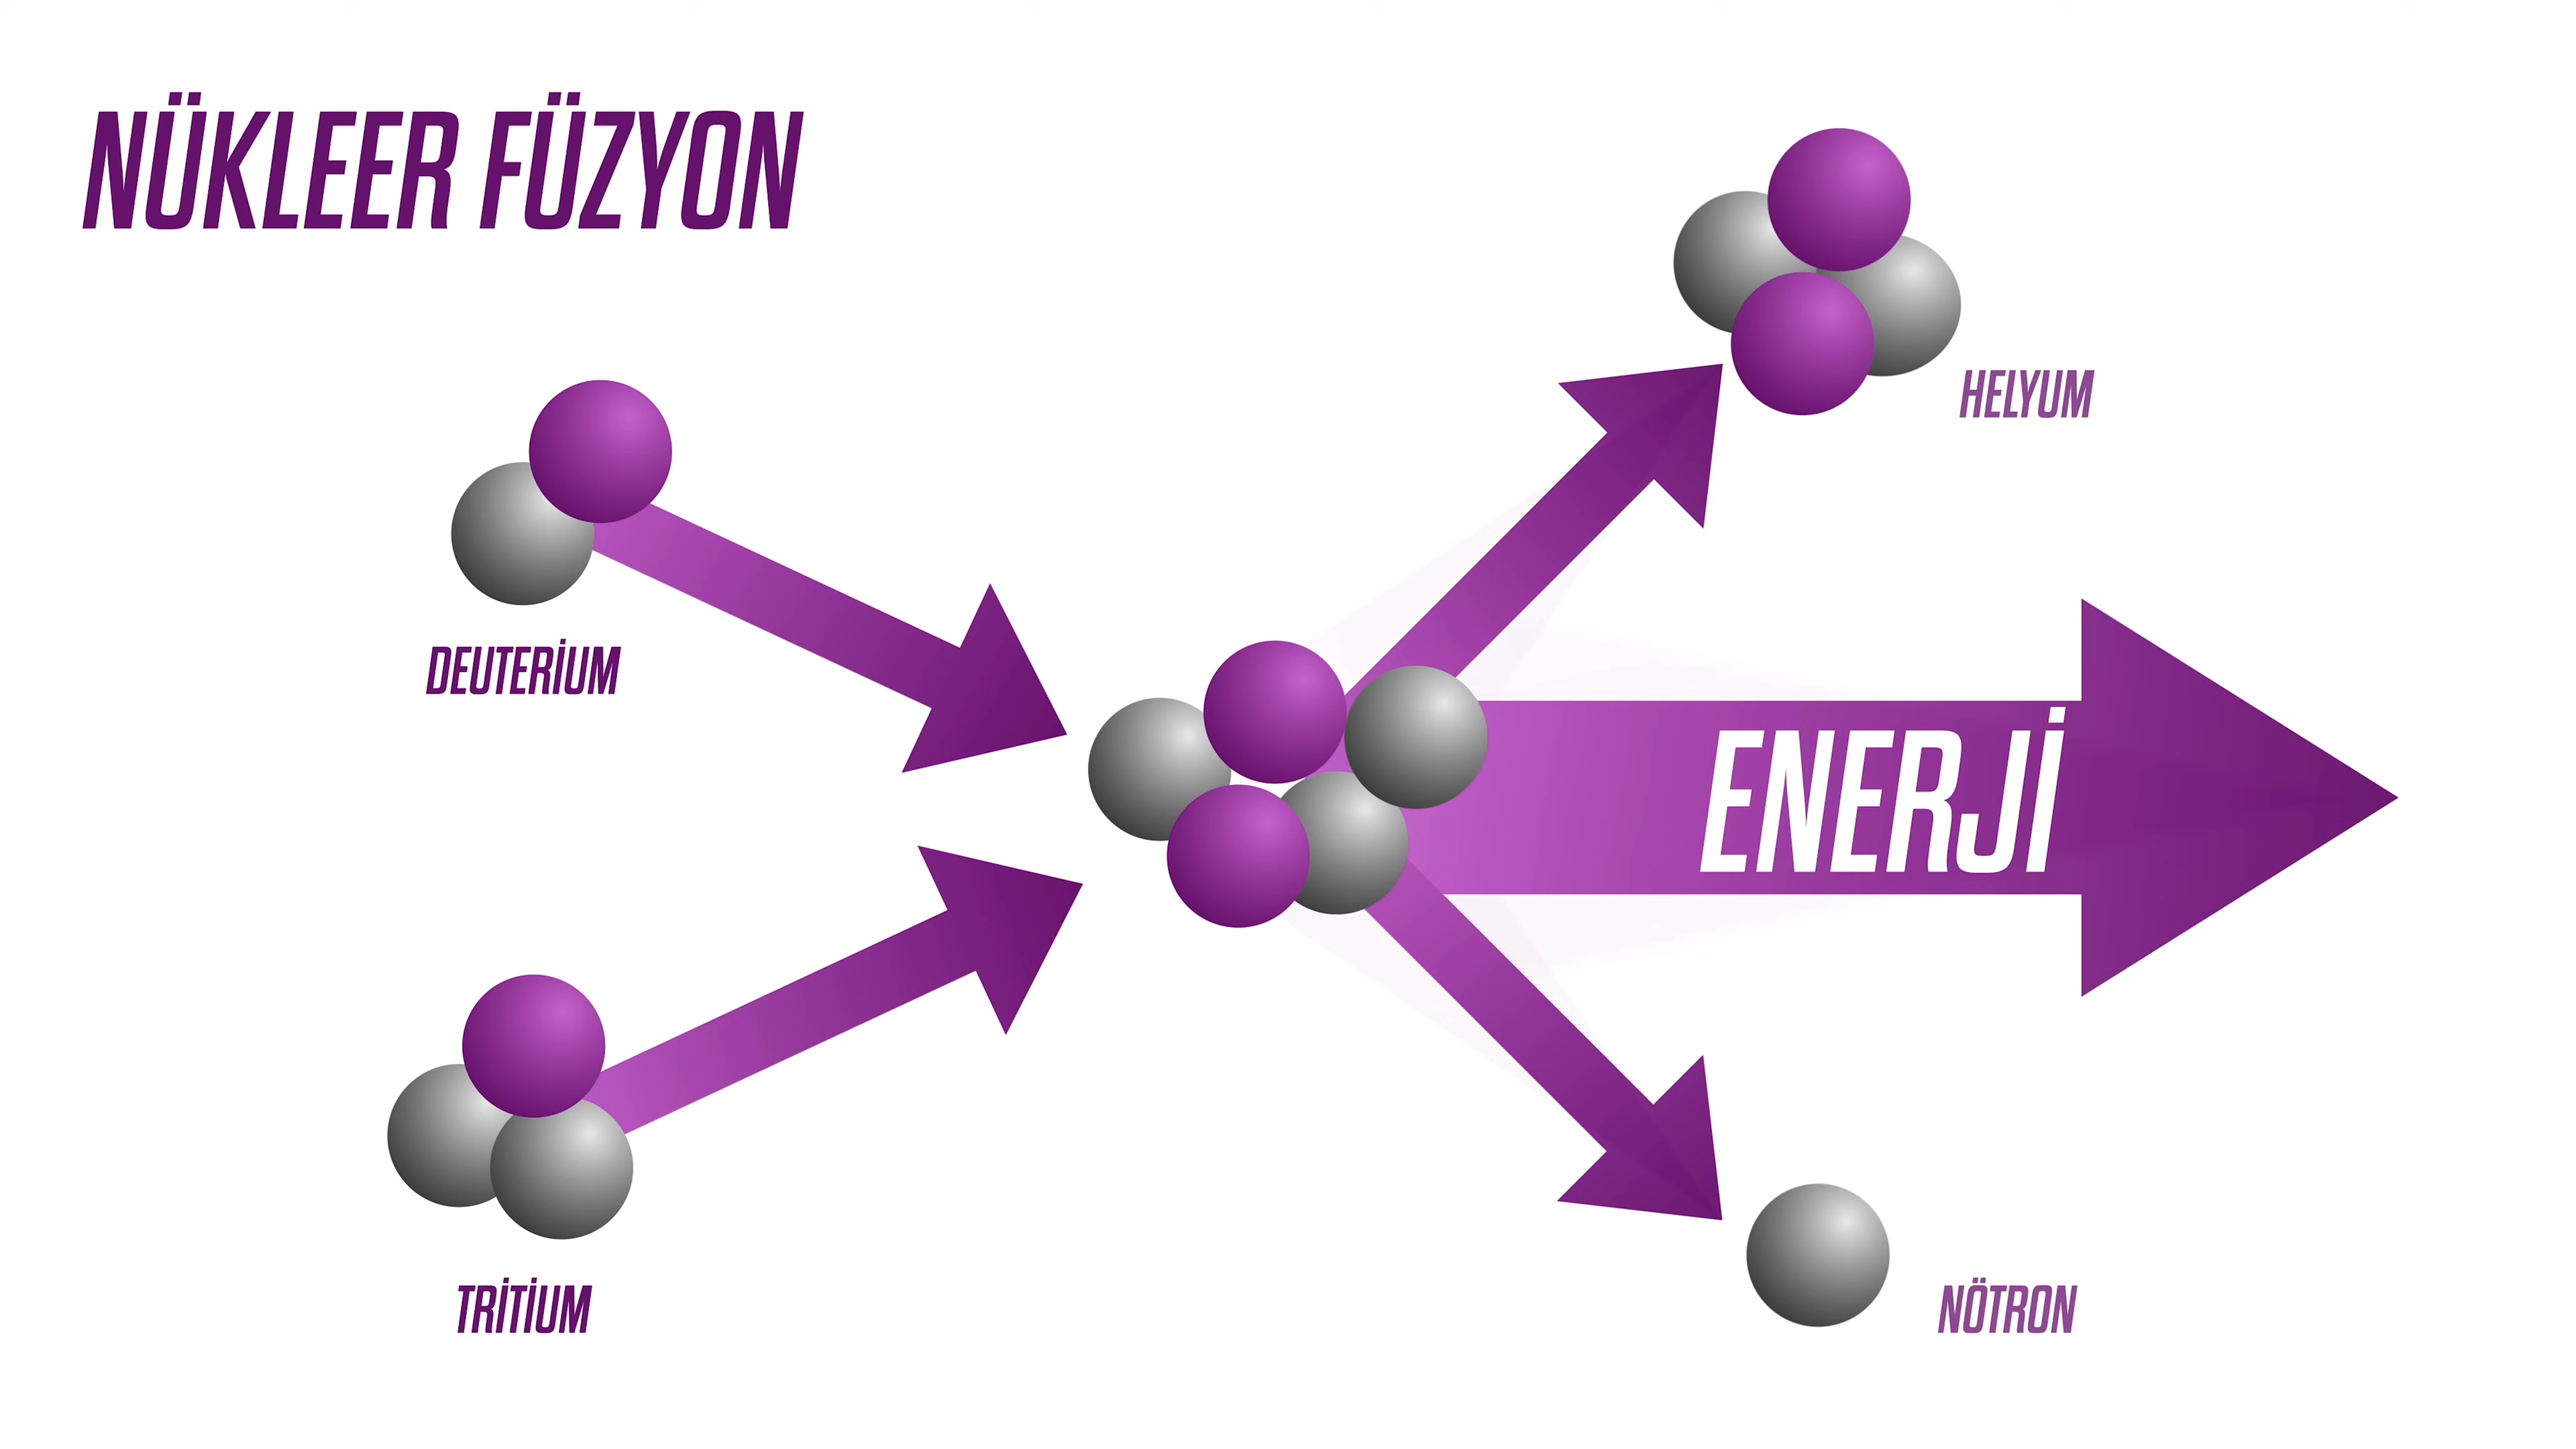 NÜKLEER FÜZYON
HELYUM
DEUTERİUM
ENERJİ
TRİTİUM
NÖTRON